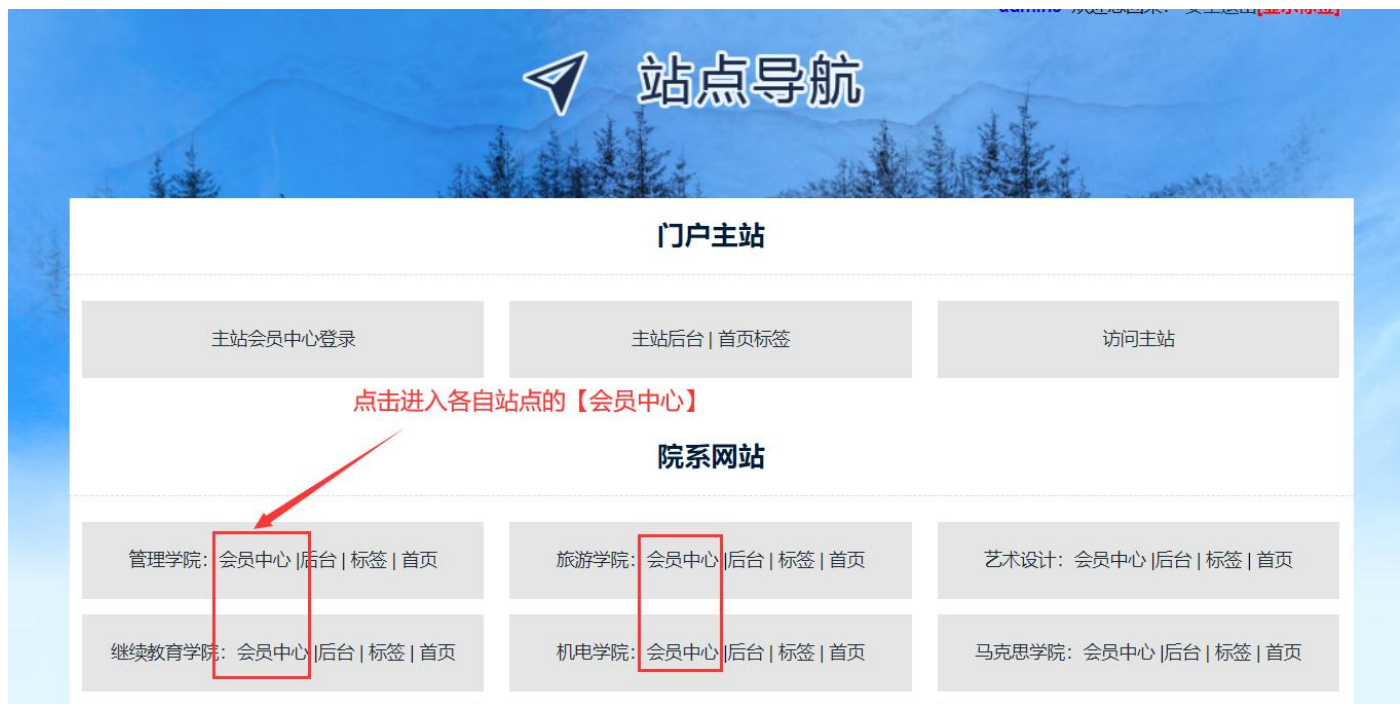 站点导航
门户主站
主站会员中心登录
主站后台 | 首页标签
访问主站
点击进入各自站点的【会员中心】
院系网站
管理学院：会员中心 |后台 | 标签 | 首页
旅游学院：会员中心 |后台 | 标签 | 首页
艺术设计：会员中心 |后台 | 标签 | 首页
继续教育学院：会员中心 |后台 | 标签 | 首页
机电学院：会员中心 |后台 | 标签 | 首页
马克思学院：会员中心 |后台 | 标签 | 首页